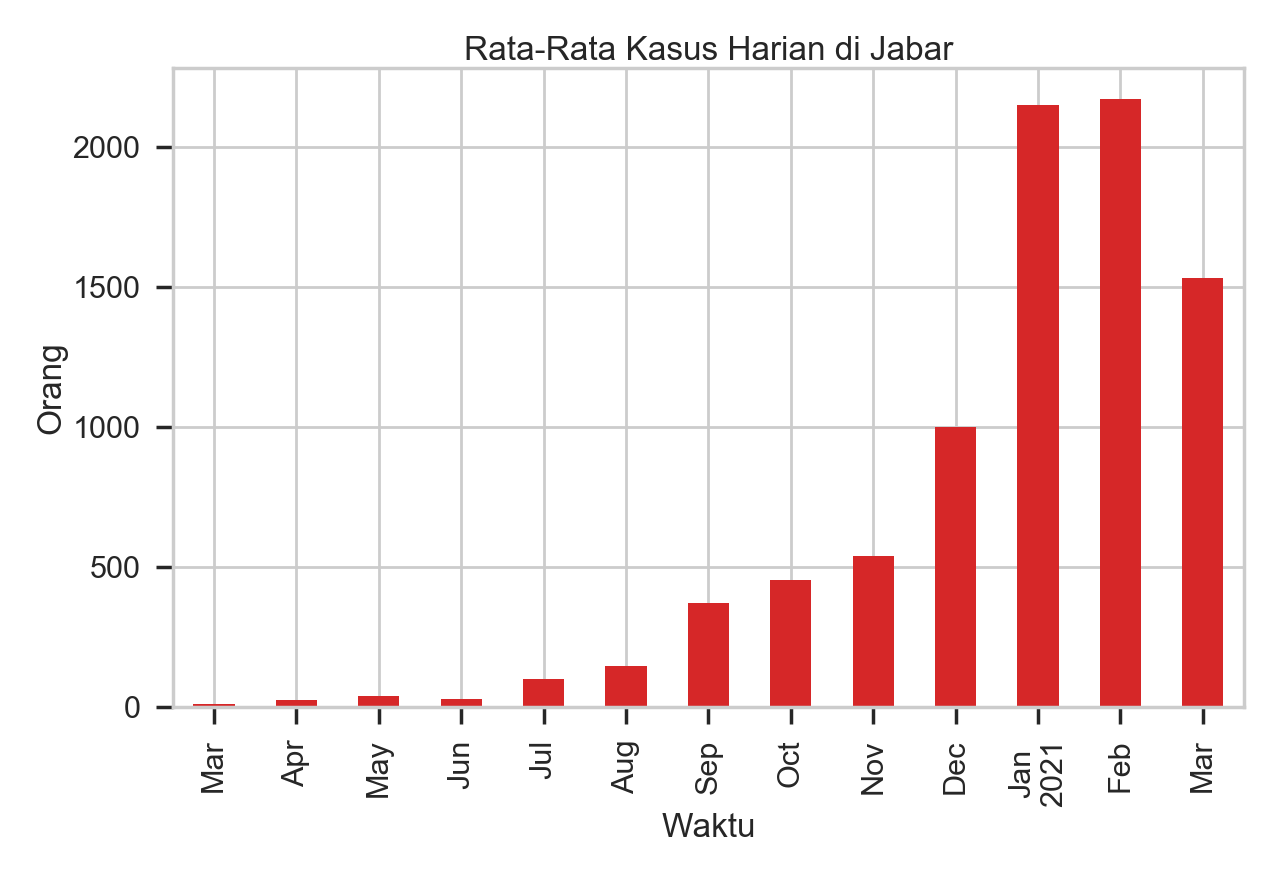 Rata-Rata Kasus Harian di Jabar
Orang
2000
1500
1000
500
0
Mar
Apr
May
Jun
Jul
Aug
Sep
Oct
Nov
Dec
Jan
2021
Feb
Mar
Waktu